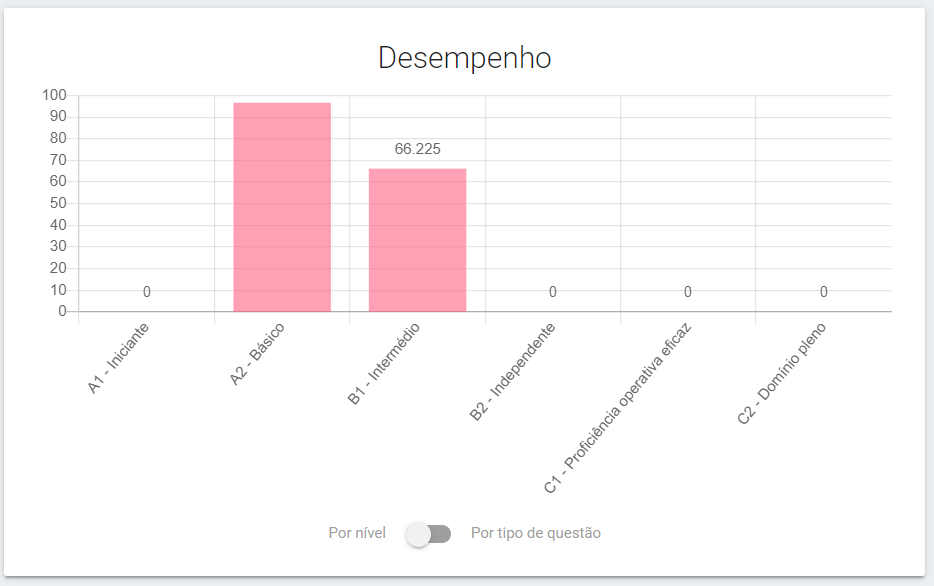 Desempenho
100
90
80
70
60
50
40
30
20
10
0
66.225
0
0
0
0
A1 - Iniciante
A2 - Básico
B1 - Intermédio
B2 - Independente
C1 - Proficiência operativa eficaz
C2 - Domínio pleno
Por nível
Por tipo de questão